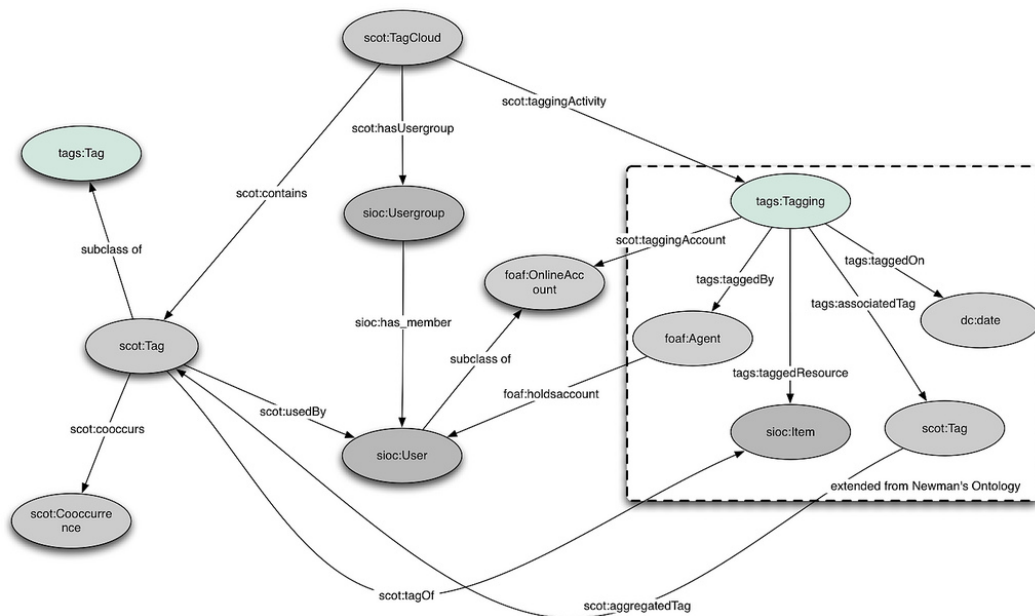 scot:TagCloud
scot:taggingActivity
scot:hasUsergroup
tags:Tag
scot:contains
tags:Tagging
sioc:Usergroup
scot:taggingAccount
subclass of
tags:taggedOn
foaf:OnlineAcco
unt
tags:taggedBy
tags:associatedTag
sioc:has_member
dc:date
scot:Tag
foaf:Agent
subclass of
tags:taggedResource
foaf:holdsaccount
scot:usedBy
scot:cooccurs
sioc:User
sioc:Item
scot:Tag
extended from Newman's Ontology
scot:Cooccurre
nce
scot:tagOf
scot:aggregatedTag